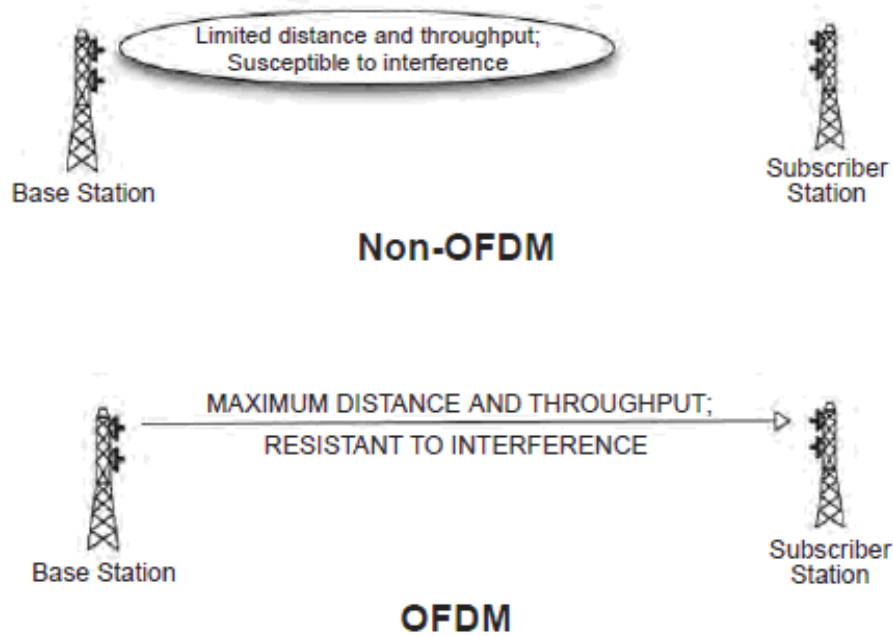 Limited distance and throughput;
Susceptible to interference
Base Station
Subscriber
Station
Non-OFDM
MAXIMUM DISTANCE AND THROUGHPUT;
RESISTANT TO INTERFERENCE
Base Station
Subscriber
Station
OFDM